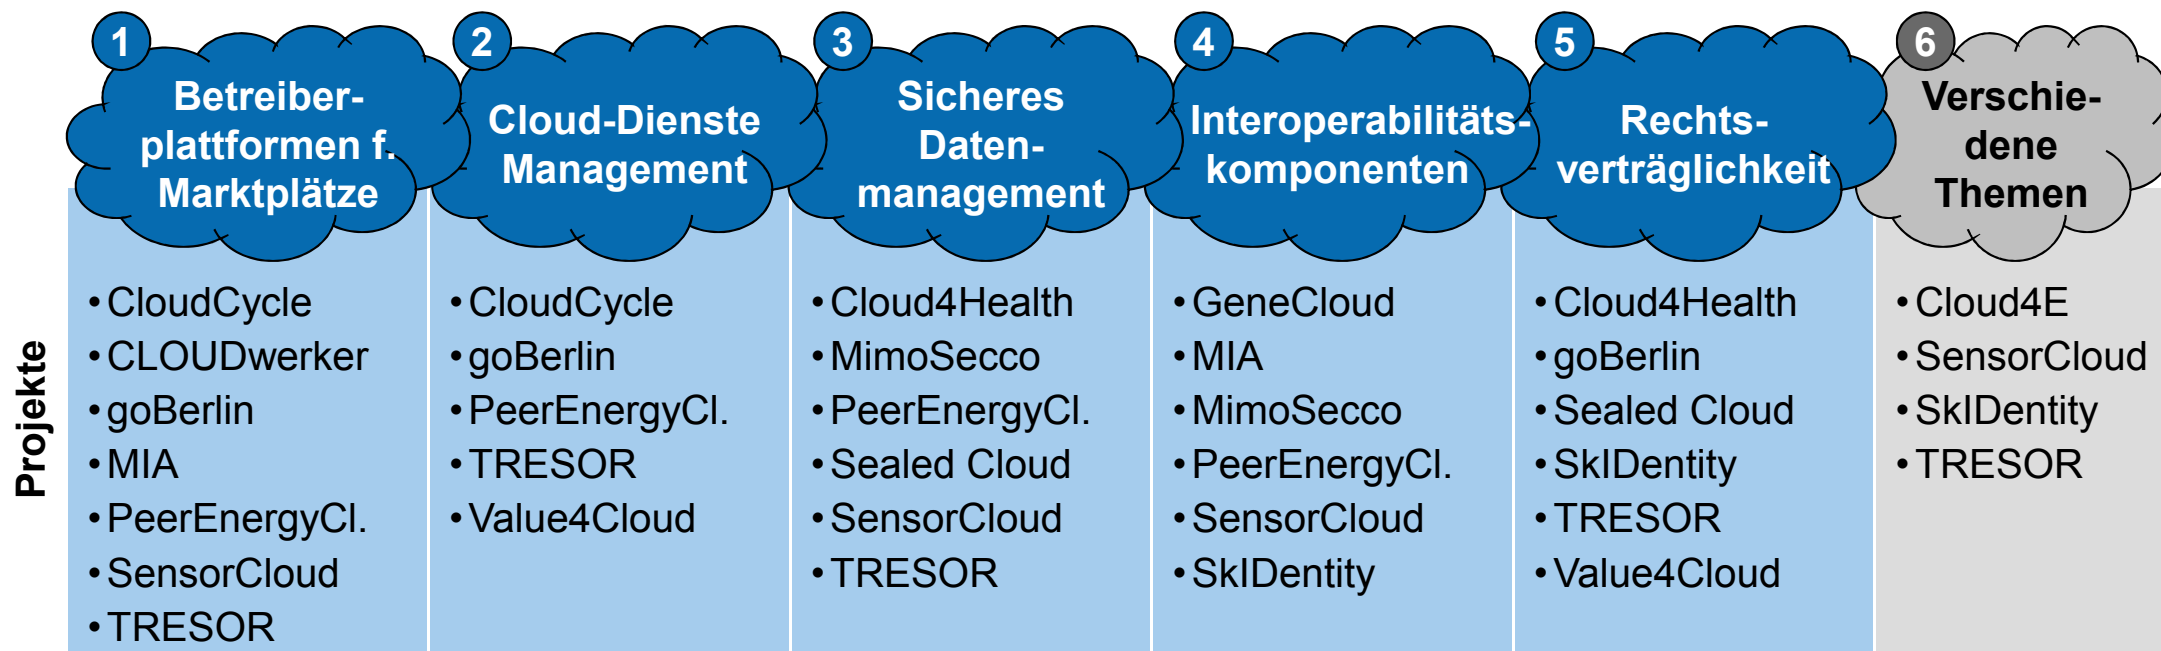 1
Betreiber-
plattformen f.
Marktplätze
• CloudCycle
• CLOUDwerker
• goBerlin
• MIA
• PeerEnergyCl.
• SensorCloud
• TRESOR
2
Cloud-Dienste
Management
• CloudCycle
• goBerlin
• PeerEnergyCl.
• TRESOR
• Value4Cloud
3
Sicheres
Daten-
management
• Cloud4Health
• MimoSecco
• PeerEnergyCl.
• Sealed Cloud
• SensorCloud
• TRESOR
4
Interoperabilitäts-
komponenten
• GeneCloud
• MIA
• MimoSecco
• PeerEnergyCl.
• SensorCloud
• SkIDentity
5
Rechts-
verträglichkeit
• Cloud4Health
• goBerlin
• Sealed Cloud
• SkIDentity
• TRESOR
• Value4Cloud
6
Verschie-
dene
Themen
• Cloud4E
• SensorCloud
• SkIDentity
• TRESOR
Projekte